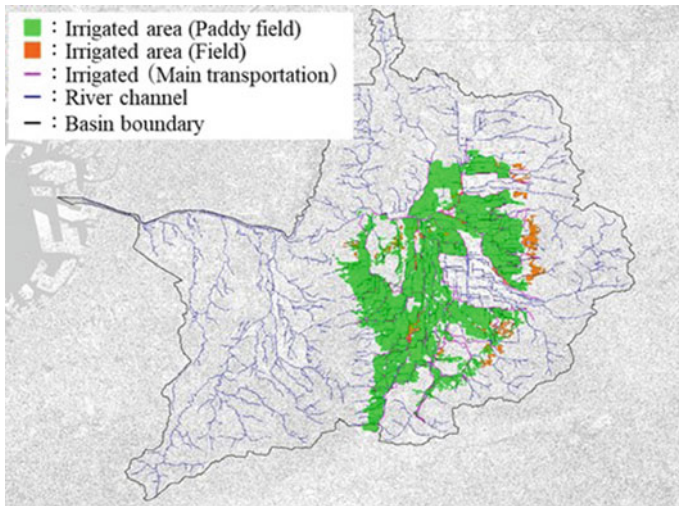 : Irrigated area (Paddy field)
: Irrigated area (Field)
: Irrigated (Main transportation)
: River channel
: Basin boundary